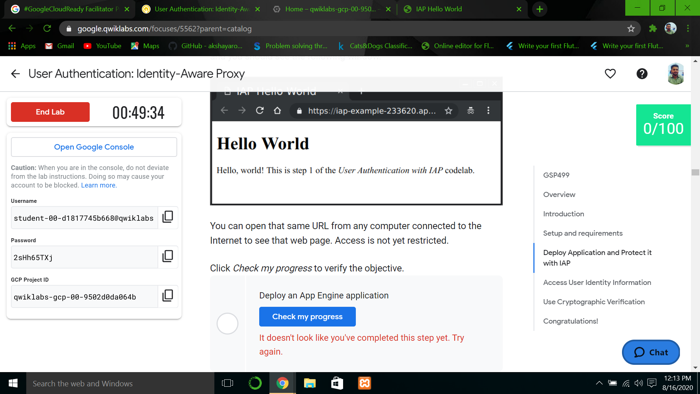 #GoogleCloudReady Facilitator P
User Authentication: Identity-Aw
Home – qwiklabs-gcp-00-950...
IAP Hello World
google.qwiklabs.com/focuses/5562?parent=catalog
Apps
Gmail
YouTube
Maps
GitHub - akshayaro...
Problem solving thr...
Cats&Dogs Classific...
Online editor for Fl...
Write your first Flut...
Write your first Flut...
User Authentication: Identity-Aware Proxy
End Lab
00:49:34
Open Google Console
Caution: When you are in the console, do not deviate
from the lab instructions. Doing so may cause your
account to be blocked. Learn more.
Username
student-00-d1817745b6680qwiklabs
Password
2sHh65TXj
GCP Project ID
qwiklabs-gcp-00-9502d0da064b
IAP Hello World
https://iap-example-233620.ap...
Hello World
Hello, world! This is step 1 of the User Authentication with IAP codelab.
You can open that same URL from any computer connected to the
Internet to see that web page. Access is not yet restricted.
Click Check my progress to verify the objective.
Deploy an App Engine application
Check my progress
It doesn't look like you've completed this step yet. Try
again.
Score
0/100
GSP499
Overview
Introduction
Setup and requirements
Deploy Application and Protect it
with IAP
Access User Identity Information
Use Cryptographic Verification
Congratulations!
Chat
Search the web and Windows
12:13 PM
8/16/2020